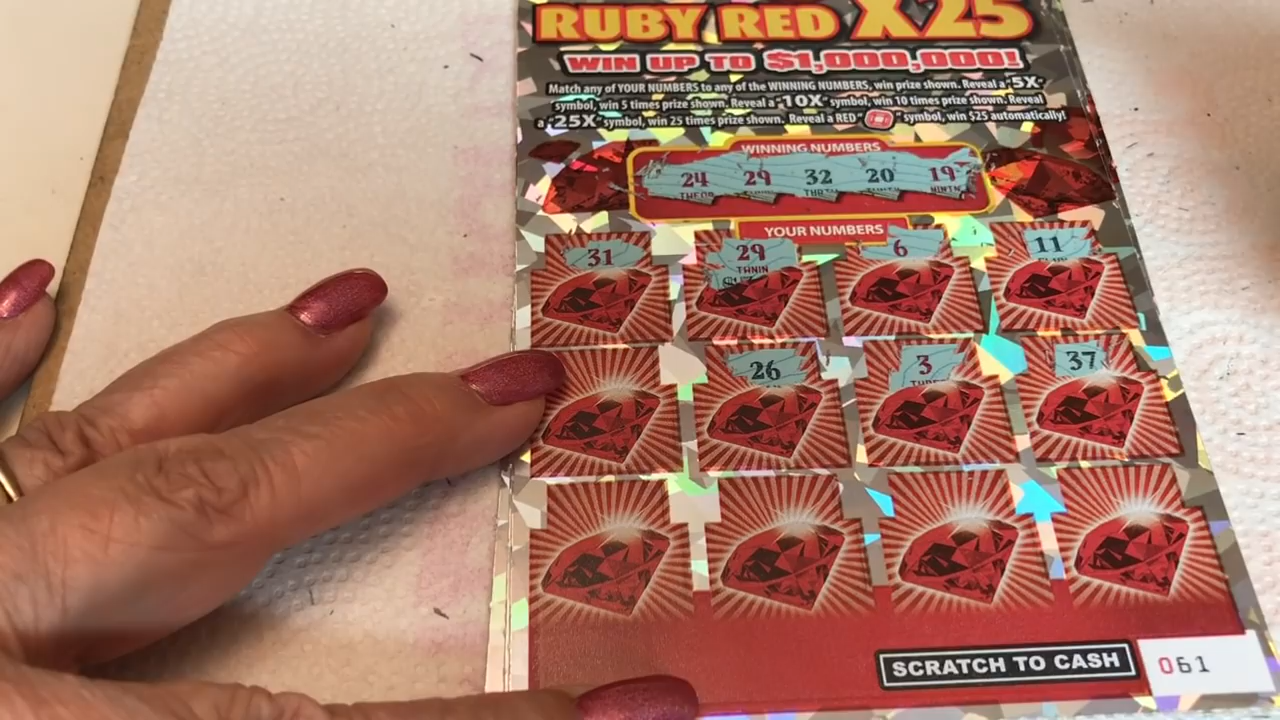 RUBY RED X25
WIN UP TO $1,000,000!
Match any of YOUR NUMBERS to any of the WINNING NUMBERS, win prize shown. Reveal a "5X"
symbol, win 5 times prize shown. Reveal a "10X" symbol, win 10 times prize shown. Reveal
a "25X" symbol, win 25 times prize shown. Reveal a RED " " symbol, win $25 automatically!
WINNING NUMBERS
24 29 32 20 19
YOUR NUMBERS
31 29 6 11
TWNIN
26 3 37
SCRATCH TO CASH
061